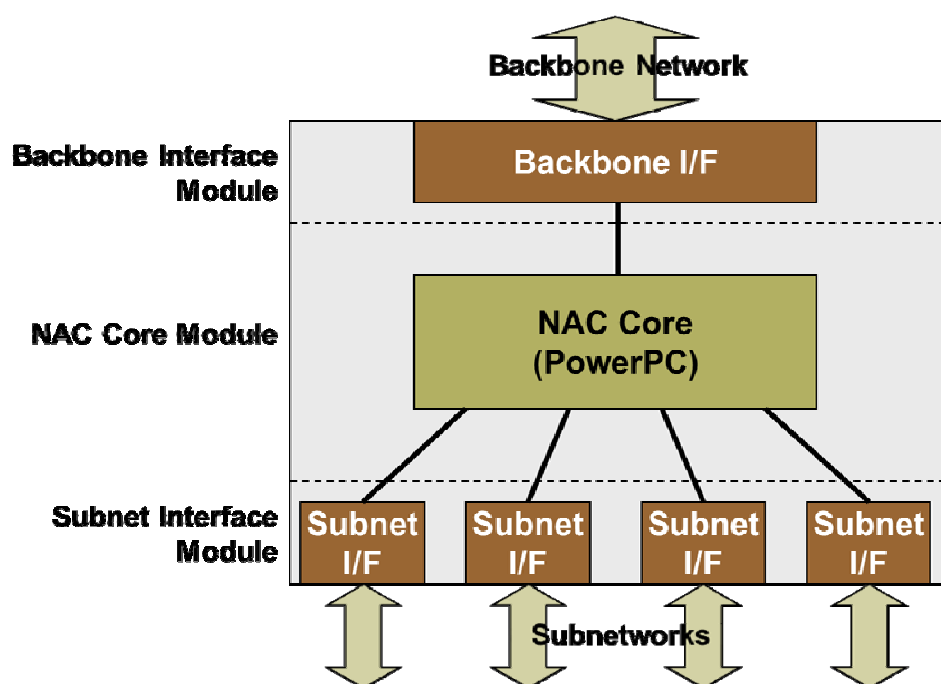 Backbone Network
Backbone Interface
Module
Backbone I/F
NAC Core Module
NAC Core
(PowerPC)
Subnet Interface
Module
Subnet
I/F
Subnet
I/F
Subnet
I/F
Subnet
I/F
Subnetworks